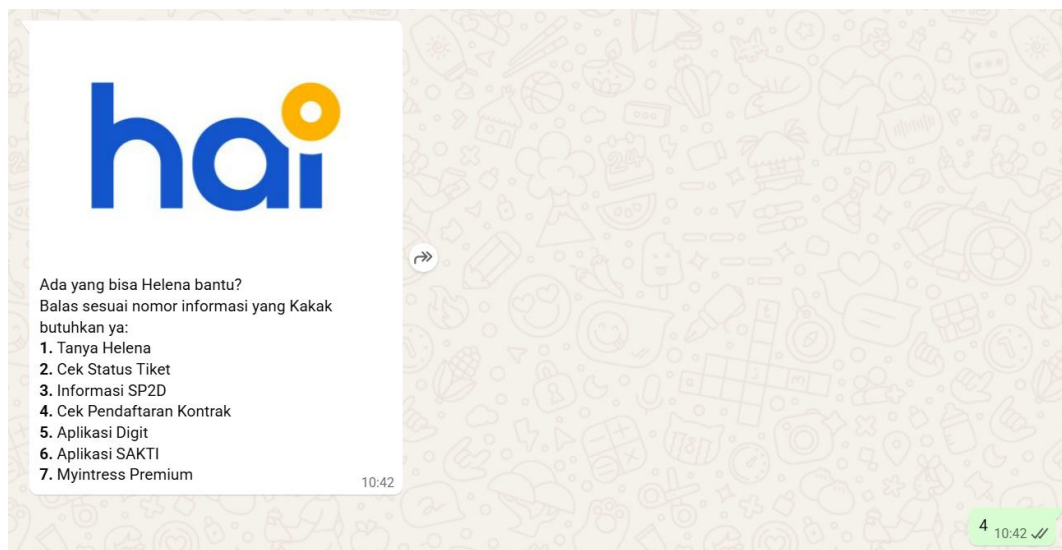 hai
Ada yang bisa Helena bantu?
Balas sesuai nomor informasi yang Kakak
butuhkan ya:
1. Tanya Helena
2. Cek Status Tiket
3. Informasi SP2D
4. Cek Pendaftaran Kontrak
5. Aplikasi Digit
6. Aplikasi SAKTI
7. Myintress Premium
10:42
4 10:42